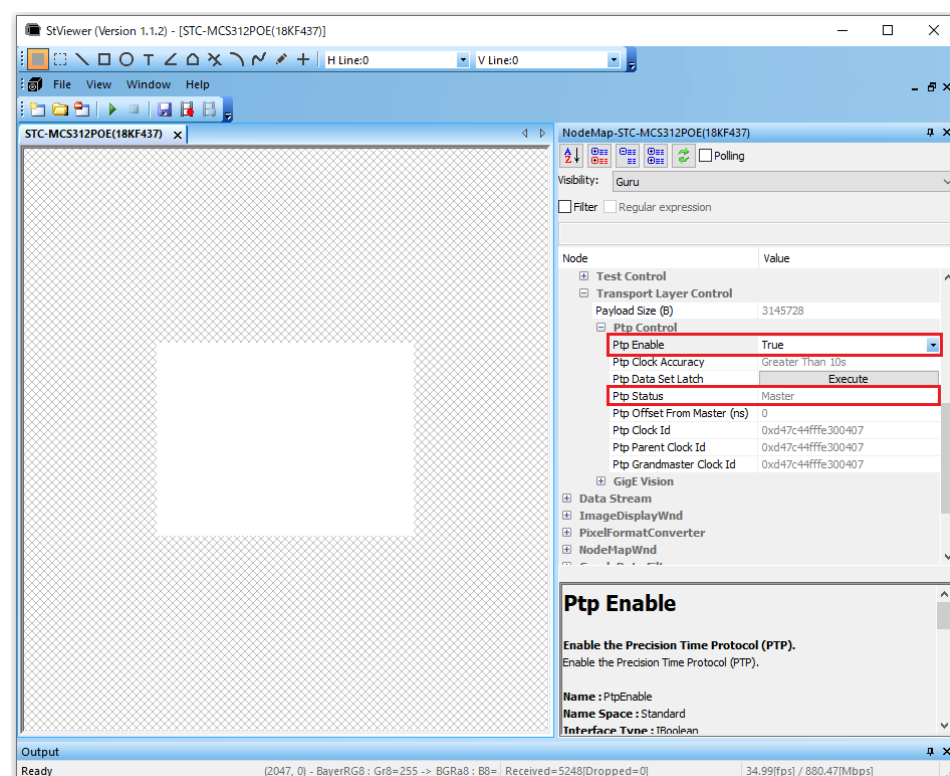 StViewer (Version 1.1.2) - [STC-MCS312POE(18KF437)]
H Line:0
V Line:0
File View Window Help
STC-MCS312POE(18KF437) x
NodeMap-STC-MCS312POE(18KF437)
Polling
Visibility: Guru
Filter Regular expression
Node Value
Test Control
Transport Layer Control
Payload Size (B) 3145728
Ptp Control
Ptp Enable True
Ptp Clock Accuracy Greater Than 10s
Ptp Data Set Latch Execute
Ptp Status Master
Ptp Offset From Master (ns) 0
Ptp Clock Id 0xd47c44fffe300407
Ptp Parent Clock Id 0xd47c44fffe300407
Ptp Grandmaster Clock Id 0xd47c44fffe300407
GigE Vision
Data Stream
ImageDisplayWnd
PixelFormatConverter
NodeMapWnd
Ptp Enable
Enable the Precision Time Protocol (PTP).
Enable the Precision Time Protocol (PTP).
Name : PtpEnable
Name Space : Standard
Interface Type : IBoolean
Output
Ready (2047, 0) - BayerRG8 : Gr8=255 -> BGRa8 : B8= Received=5248[Dropped=0] 34.99[fps] / 880.47[Mbps]